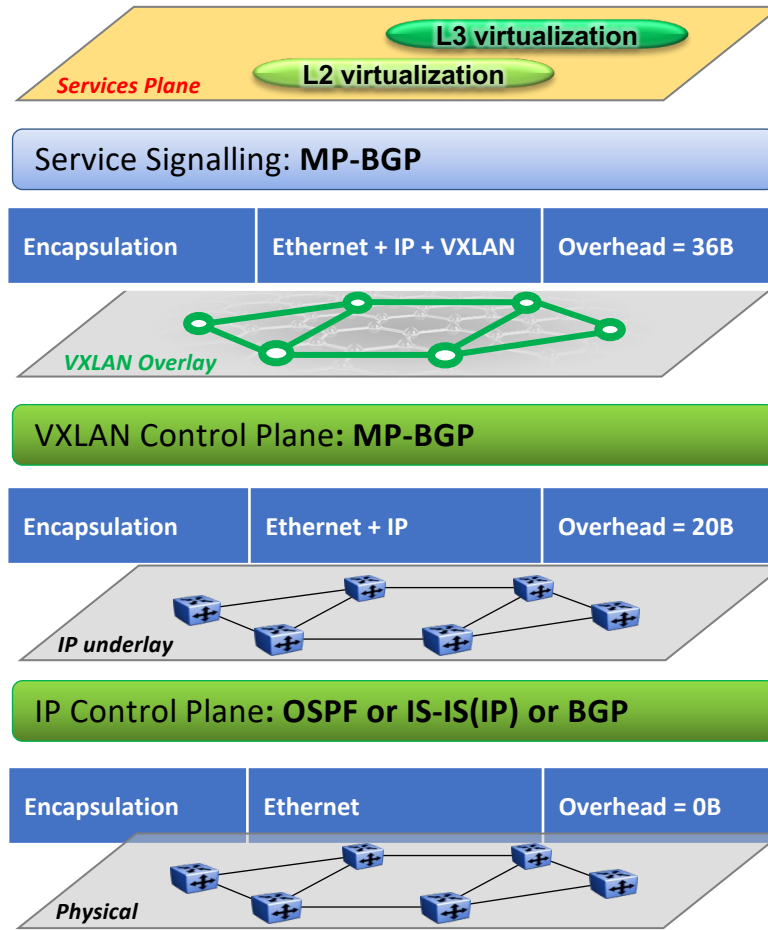 L3 virtualization
L2 virtualization
Services Plane
Service Signalling: MP-BGP
Encapsulation Ethernet + IP + VXLAN Overhead = 36B
VXLAN Overlay
VXLAN Control Plane: MP-BGP
Encapsulation Ethernet + IP Overhead = 20B
IP underlay
IP Control Plane: OSPF or IS-IS(IP) or BGP
Encapsulation Ethernet Overhead = 0B
Physical